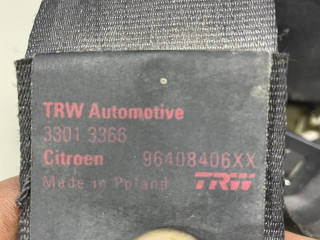 TRW Automotive
3301 3366
Citroen 96408406XX
Made in Poland TRW